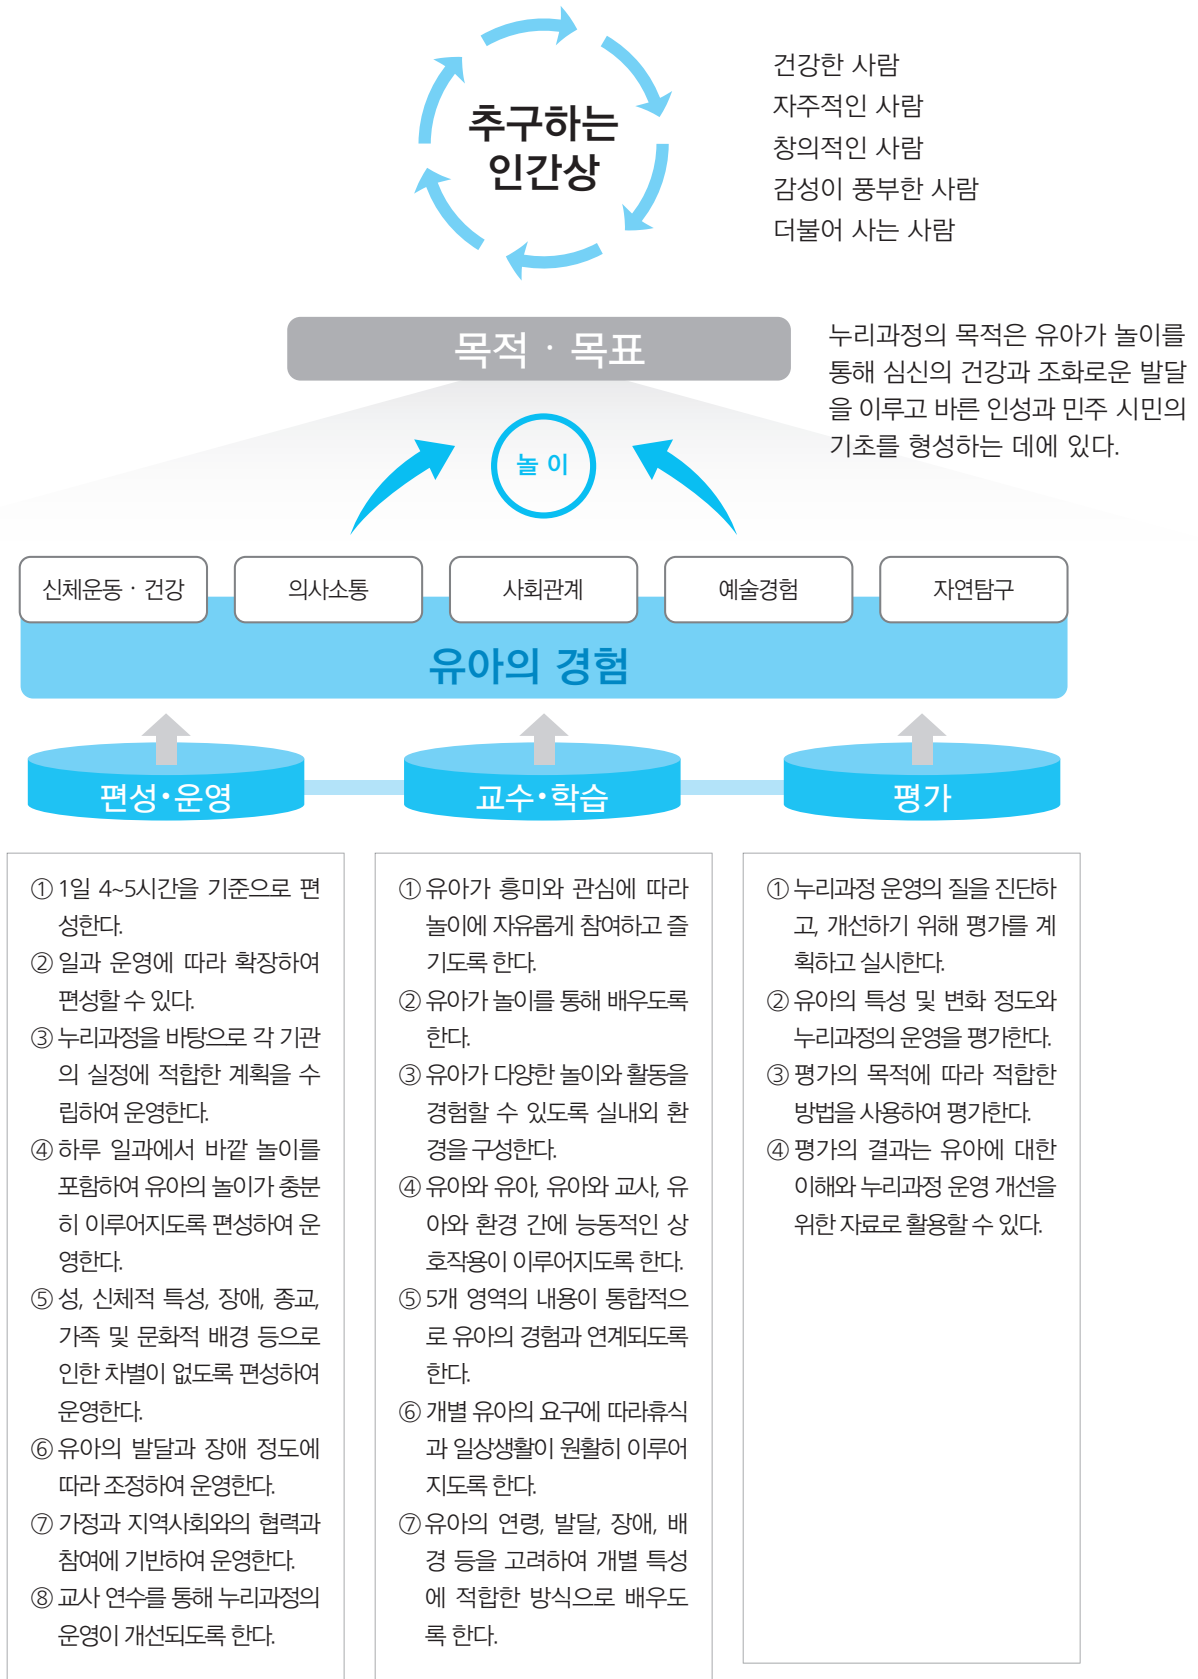 추구하는
인간상
건강한 사람
자주적인 사람
창의적인 사람
감성이 풍부한 사람
더불어 사는 사람
목적 · 목표
누리과정의 목적은 유아가 놀이를
통해 심신의 건강과 조화로운 발달
을 이루고 바른 인성과 민주 시민의
기초를 형성하는 데에 있다.
놀 이
신체운동 · 건강
의사소통
사회관계
예술경험
자연탐구
유아의 경험
편성·운영
교수·학습
평가
① 1일 4~5시간을 기준으로 편
성한다.
② 일과 운영에 따라 확장하여
편성할 수 있다.
③ 누리과정을 바탕으로 각 기관
의 실정에 적합한 계획을 수
립하여 운영한다.
④ 하루 일과에서 바깥 놀이를
포함하여 유아의 놀이가 충분
히 이루어지도록 편성하여 운
영한다.
⑤ 성, 신체적 특성, 장애, 종교,
가족 및 문화적 배경 등으로
인한 차별이 없도록 편성하여
운영한다.
⑥ 유아의 발달과 장애 정도에
따라 조정하여 운영한다.
⑦ 가정과 지역사회와의 협력과
참여에 기반하여 운영한다.
⑧ 교사 연수를 통해 누리과정의
운영이 개선되도록 한다.
① 유아가 흥미와 관심에 따라
놀이에 자유롭게 참여하고 즐
기도록 한다.
② 유아가 놀이를 통해 배우도록
한다.
③ 유아가 다양한 놀이와 활동을
경험할 수 있도록 실내외 환
경을 구성한다.
④ 유아와 유아, 유아와 교사, 유
아와 환경 간에 능동적인 상
호작용이 이루어지도록 한다.
⑤ 5개 영역의 내용이 통합적으
로 유아의 경험과 연계되도록
한다.
⑥ 개별 유아의 요구에 따라휴식
과 일상생활이 원활히 이루어
지도록 한다.
⑦ 유아의 연령, 발달, 장애, 배
경 등을 고려하여 개별 특성
에 적합한 방식으로 배우도
록 한다.
① 누리과정 운영의 질을 진단하
고, 개선하기 위해 평가를 계
획하고 실시한다.
② 유아의 특성 및 변화 정도와
누리과정의 운영을 평가한다.
③ 평가의 목적에 따라 적합한
방법을 사용하여 평가한다.
④ 평가의 결과는 유아에 대한
이해와 누리과정 운영 개선을
위한 자료로 활용할 수 있다.